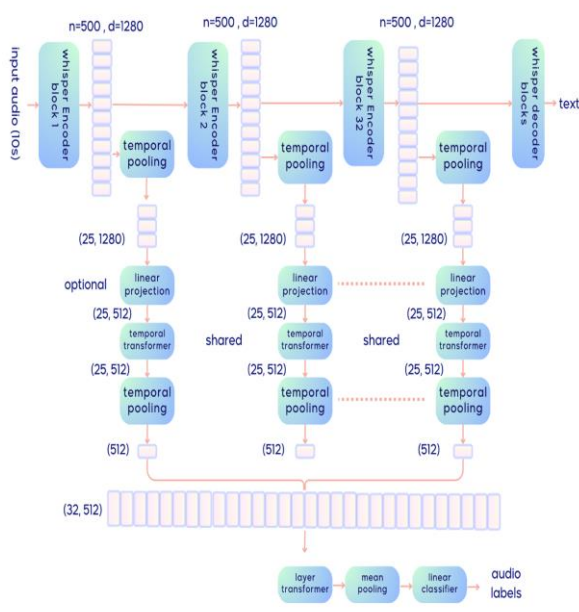 n=500 , d=1280
n=500 , d=1280
n=500 , d=1280
input audio (10s)
whisper Encoder
block 1
whisper Encoder
block 2
whisper Encoder
block 32
whisper decoder
blocks
text
temporal
pooling
temporal
pooling
temporal
pooling
(25, 1280)
(25, 1280)
(25, 1280)
optional
linear
projection
linear
projection
linear
projection
(25, 512)
(25, 512)
(25, 512)
temporal
transformer
shared
temporal
transformer
shared
temporal
transformer
(25, 512)
(25, 512)
(25, 512)
temporal
pooling
temporal
pooling
temporal
pooling
(512)
(512)
(512)
(32, 512)
layer
transformer
mean
pooling
linear
classifier
audio
labels